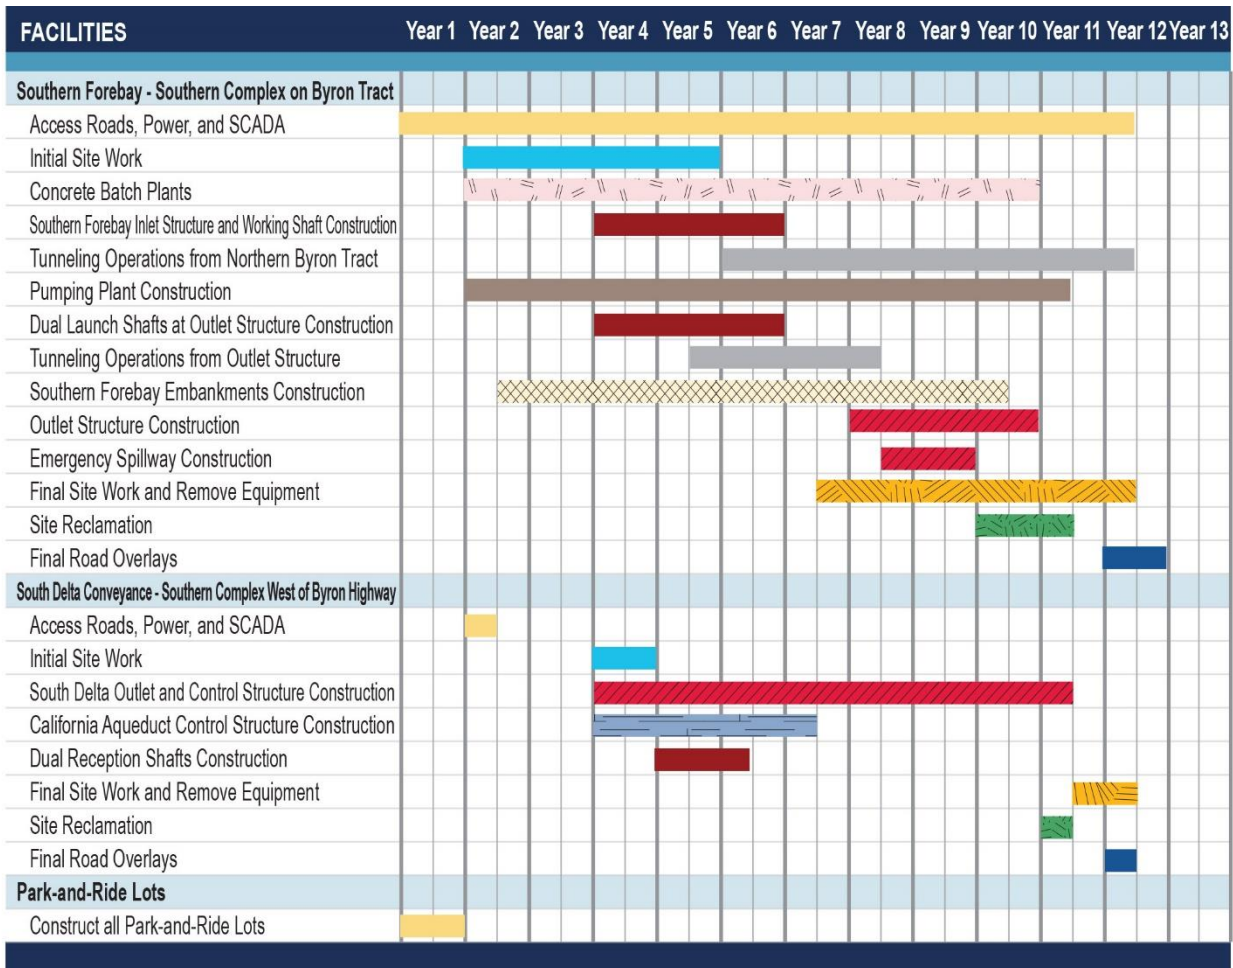 FACILITIES Year 1 Year 2 Year 3 Year 4 Year 5 Year 6 Year 7 Year 8 Year 9 Year 10 Year 11 Year 12 Year 13
Southern Forebay - Southern Complex on Byron Tract
Access Roads, Power, and SCADA
Initial Site Work
Concrete Batch Plants
Southern Forebay Inlet Structure and Working Shaft Construction
Tunneling Operations from Northern Byron Tract
Pumping Plant Construction
Dual Launch Shafts at Outlet Structure Construction
Tunneling Operations from Outlet Structure
Southern Forebay Embankments Construction
Outlet Structure Construction
Emergency Spillway Construction
Final Site Work and Remove Equipment
Site Reclamation
Final Road Overlays
South Delta Conveyance - Southern Complex West of Byron Highway
Access Roads, Power, and SCADA
Initial Site Work
South Delta Outlet and Control Structure Construction
California Aqueduct Control Structure Construction
Dual Reception Shafts Construction
Final Site Work and Remove Equipment
Site Reclamation
Final Road Overlays
Park-and-Ride Lots
Construct all Park-and-Ride Lots